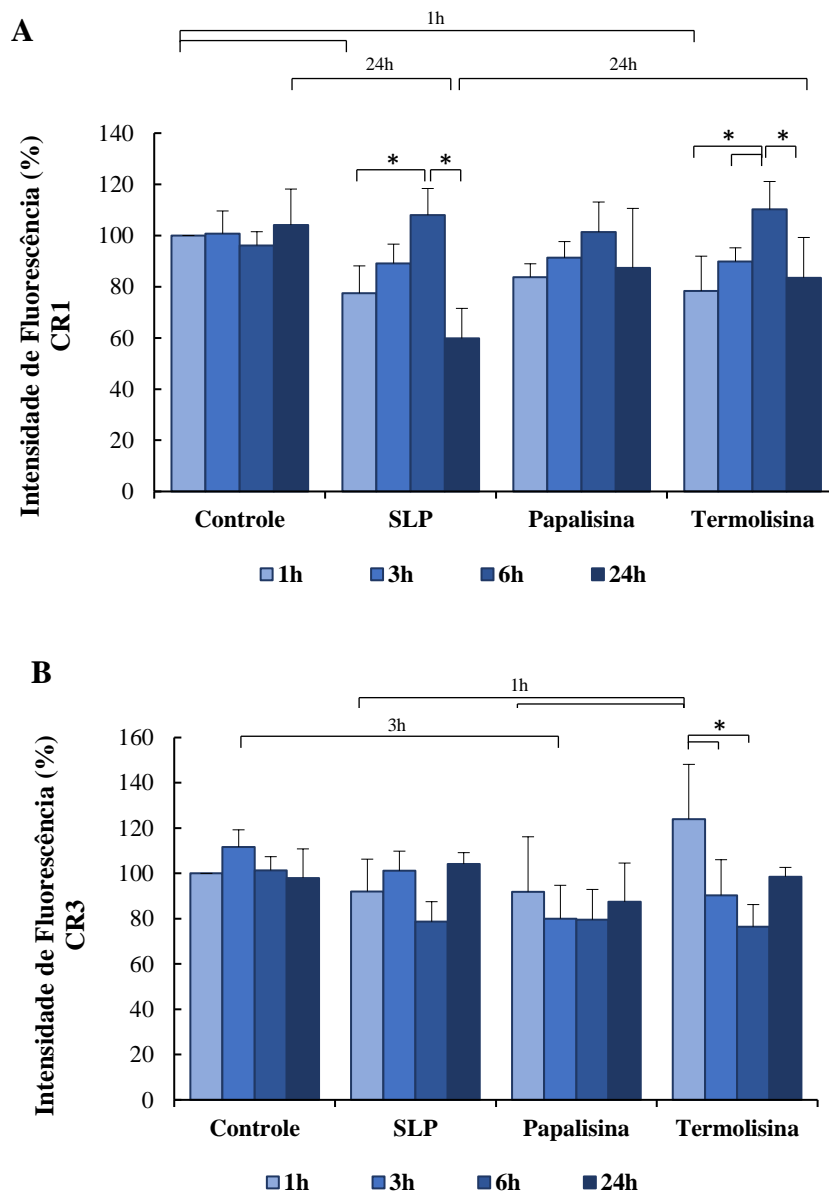 A
1h
24h
24h
Intensidade de Fluorescência (%)
CR1
140
120
100
80
60
40
20
0
*
*
*
*
Controle
SLP
Papalisina
Termolisina
1h
3h
6h
24h
B
1h
3h
*
Intensidade de Fluorescência (%)
CR3
160
140
120
100
80
60
40
20
0
Controle
SLP
Papalisina
Termolisina
1h
3h
6h
24h